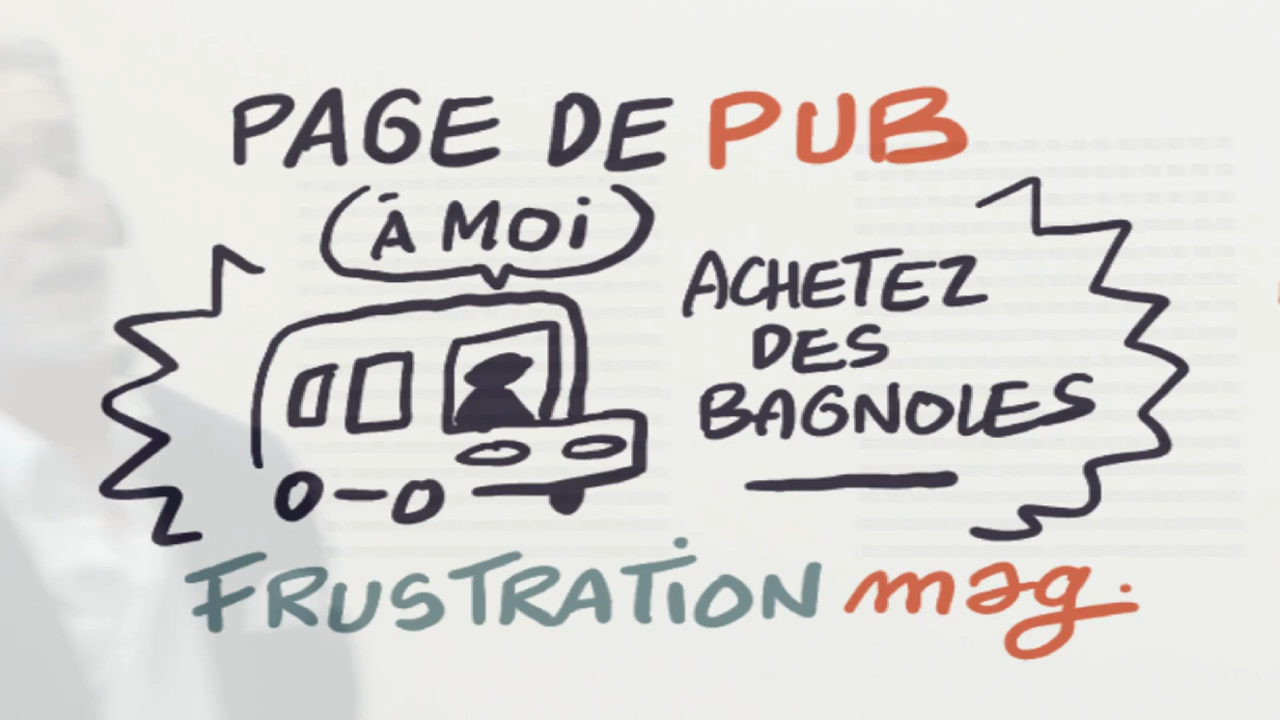 PAGE DE PUB
(À MOI)
ACHETEZ
DES
BAGNOLES
FRUSTRATION mag.